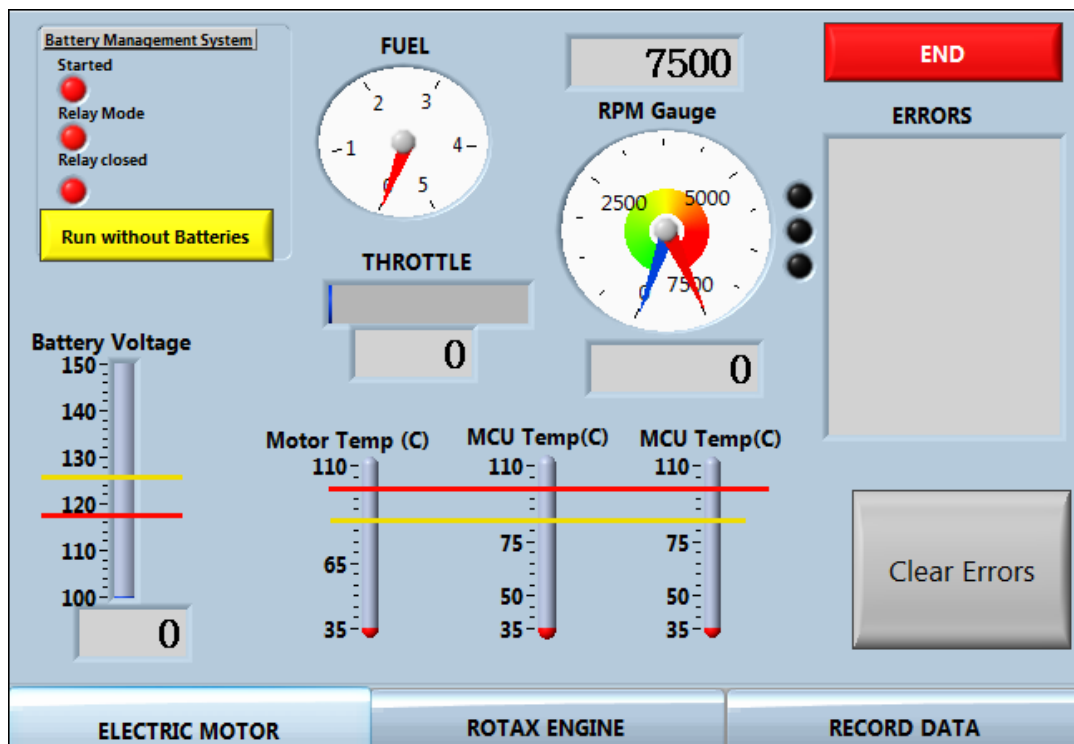 Battery Management System
Started
Relay Mode
Relay closed
Run without Batteries
FUEL
0
1
2
3
4
5
THROTTLE
0
7500
RPM Gauge
0
2500
5000
7500
0
END
ERRORS
Battery Voltage
150
140
130
120
110
100
0
Motor Temp (C)
110
65
35
MCU Temp(C)
110
75
50
35
MCU Temp(C)
110
75
50
35
Clear Errors
ELECTRIC MOTOR
ROTAX ENGINE
RECORD DATA